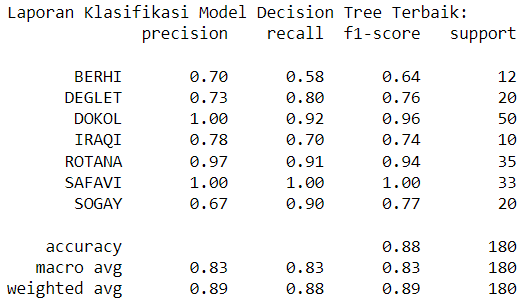 Laporan Klasifikasi Model Decision Tree Terbaik:
precision recall f1-score support
BERHI 0.70 0.58 0.64 12
DEGLET 0.73 0.80 0.76 20
DOKOL 1.00 0.92 0.96 50
IRAQI 0.78 0.70 0.74 10
ROTANA 0.97 0.91 0.94 35
SAFAVI 1.00 1.00 1.00 33
SOGAY 0.67 0.90 0.77 20
accuracy 0.88 180
macro avg 0.83 0.83 0.83 180
weighted avg 0.89 0.88 0.89 180